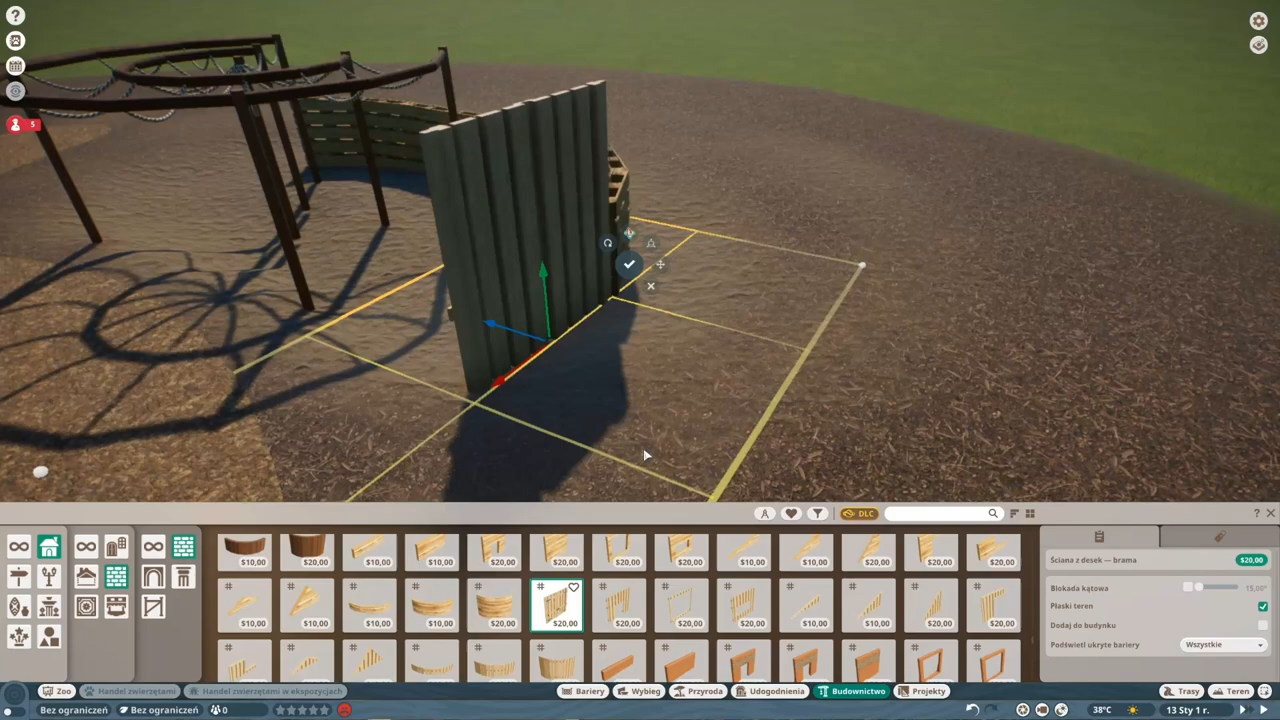 ?
5
DLC
? ×
$10,00 $20,00 $10,00 $10,00 $20,00 $20,00 $20,00 $20,00 $10,00 $10,00 $20,00 $20,00 $20,00
$10,00 $10,00 $10,00 $10,00 $20,00 $20,00 $20,00 $20,00 $20,00 $10,00 $10,00 $20,00 $20,00
Ściana z desek — brama $20,00
Blokada kątowa 15,00°
Płaski teren
Dodaj do budynku
Podświetl ukryte bariery Wszystkie
Zoo Handel zwierzętami Handel zwierzętami w ekspozycjach Bariery Wybieg Przyroda Udogodnienia Budownictwo Projekty Trasy Teren
Bez ograniczeń Bez ograniczeń 0 38°C 13 Sty 1 r.